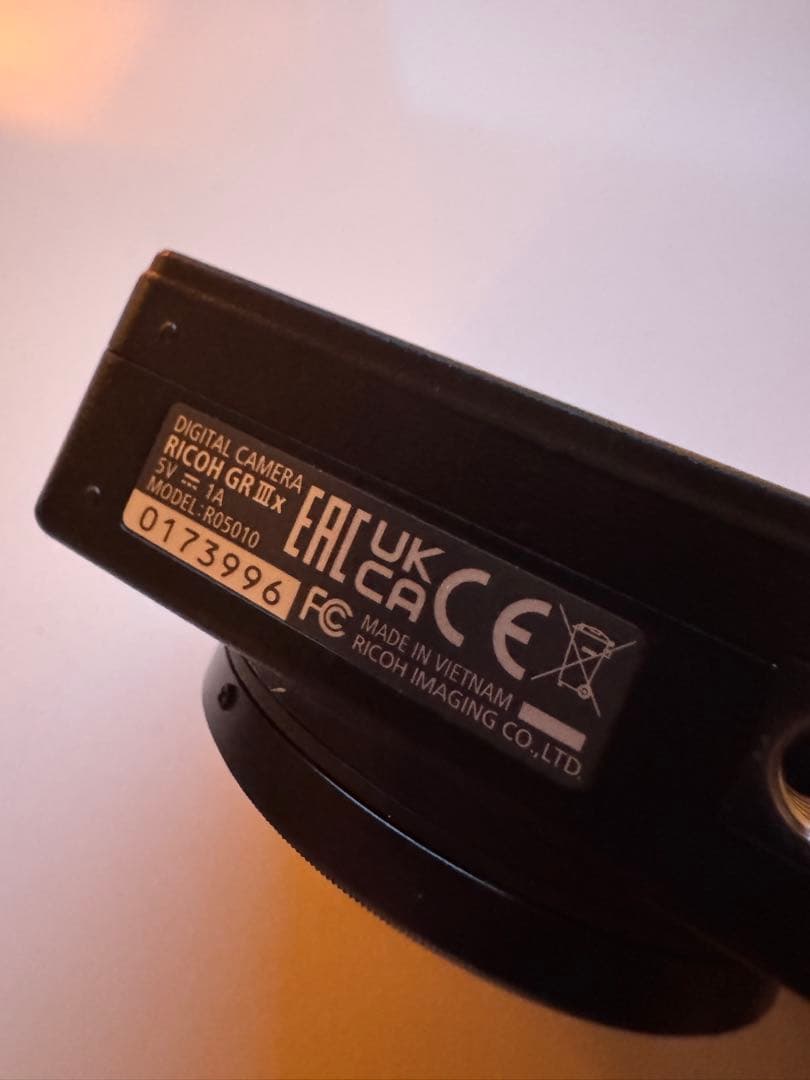 DIGITAL CAMERA
RICOH GR III x
5V ⎓ 1A
MODEL:R05010
0173996
EAC
UK
CA
CE
FC
MADE IN VIETNAM
RICOH IMAGING CO.,LTD.